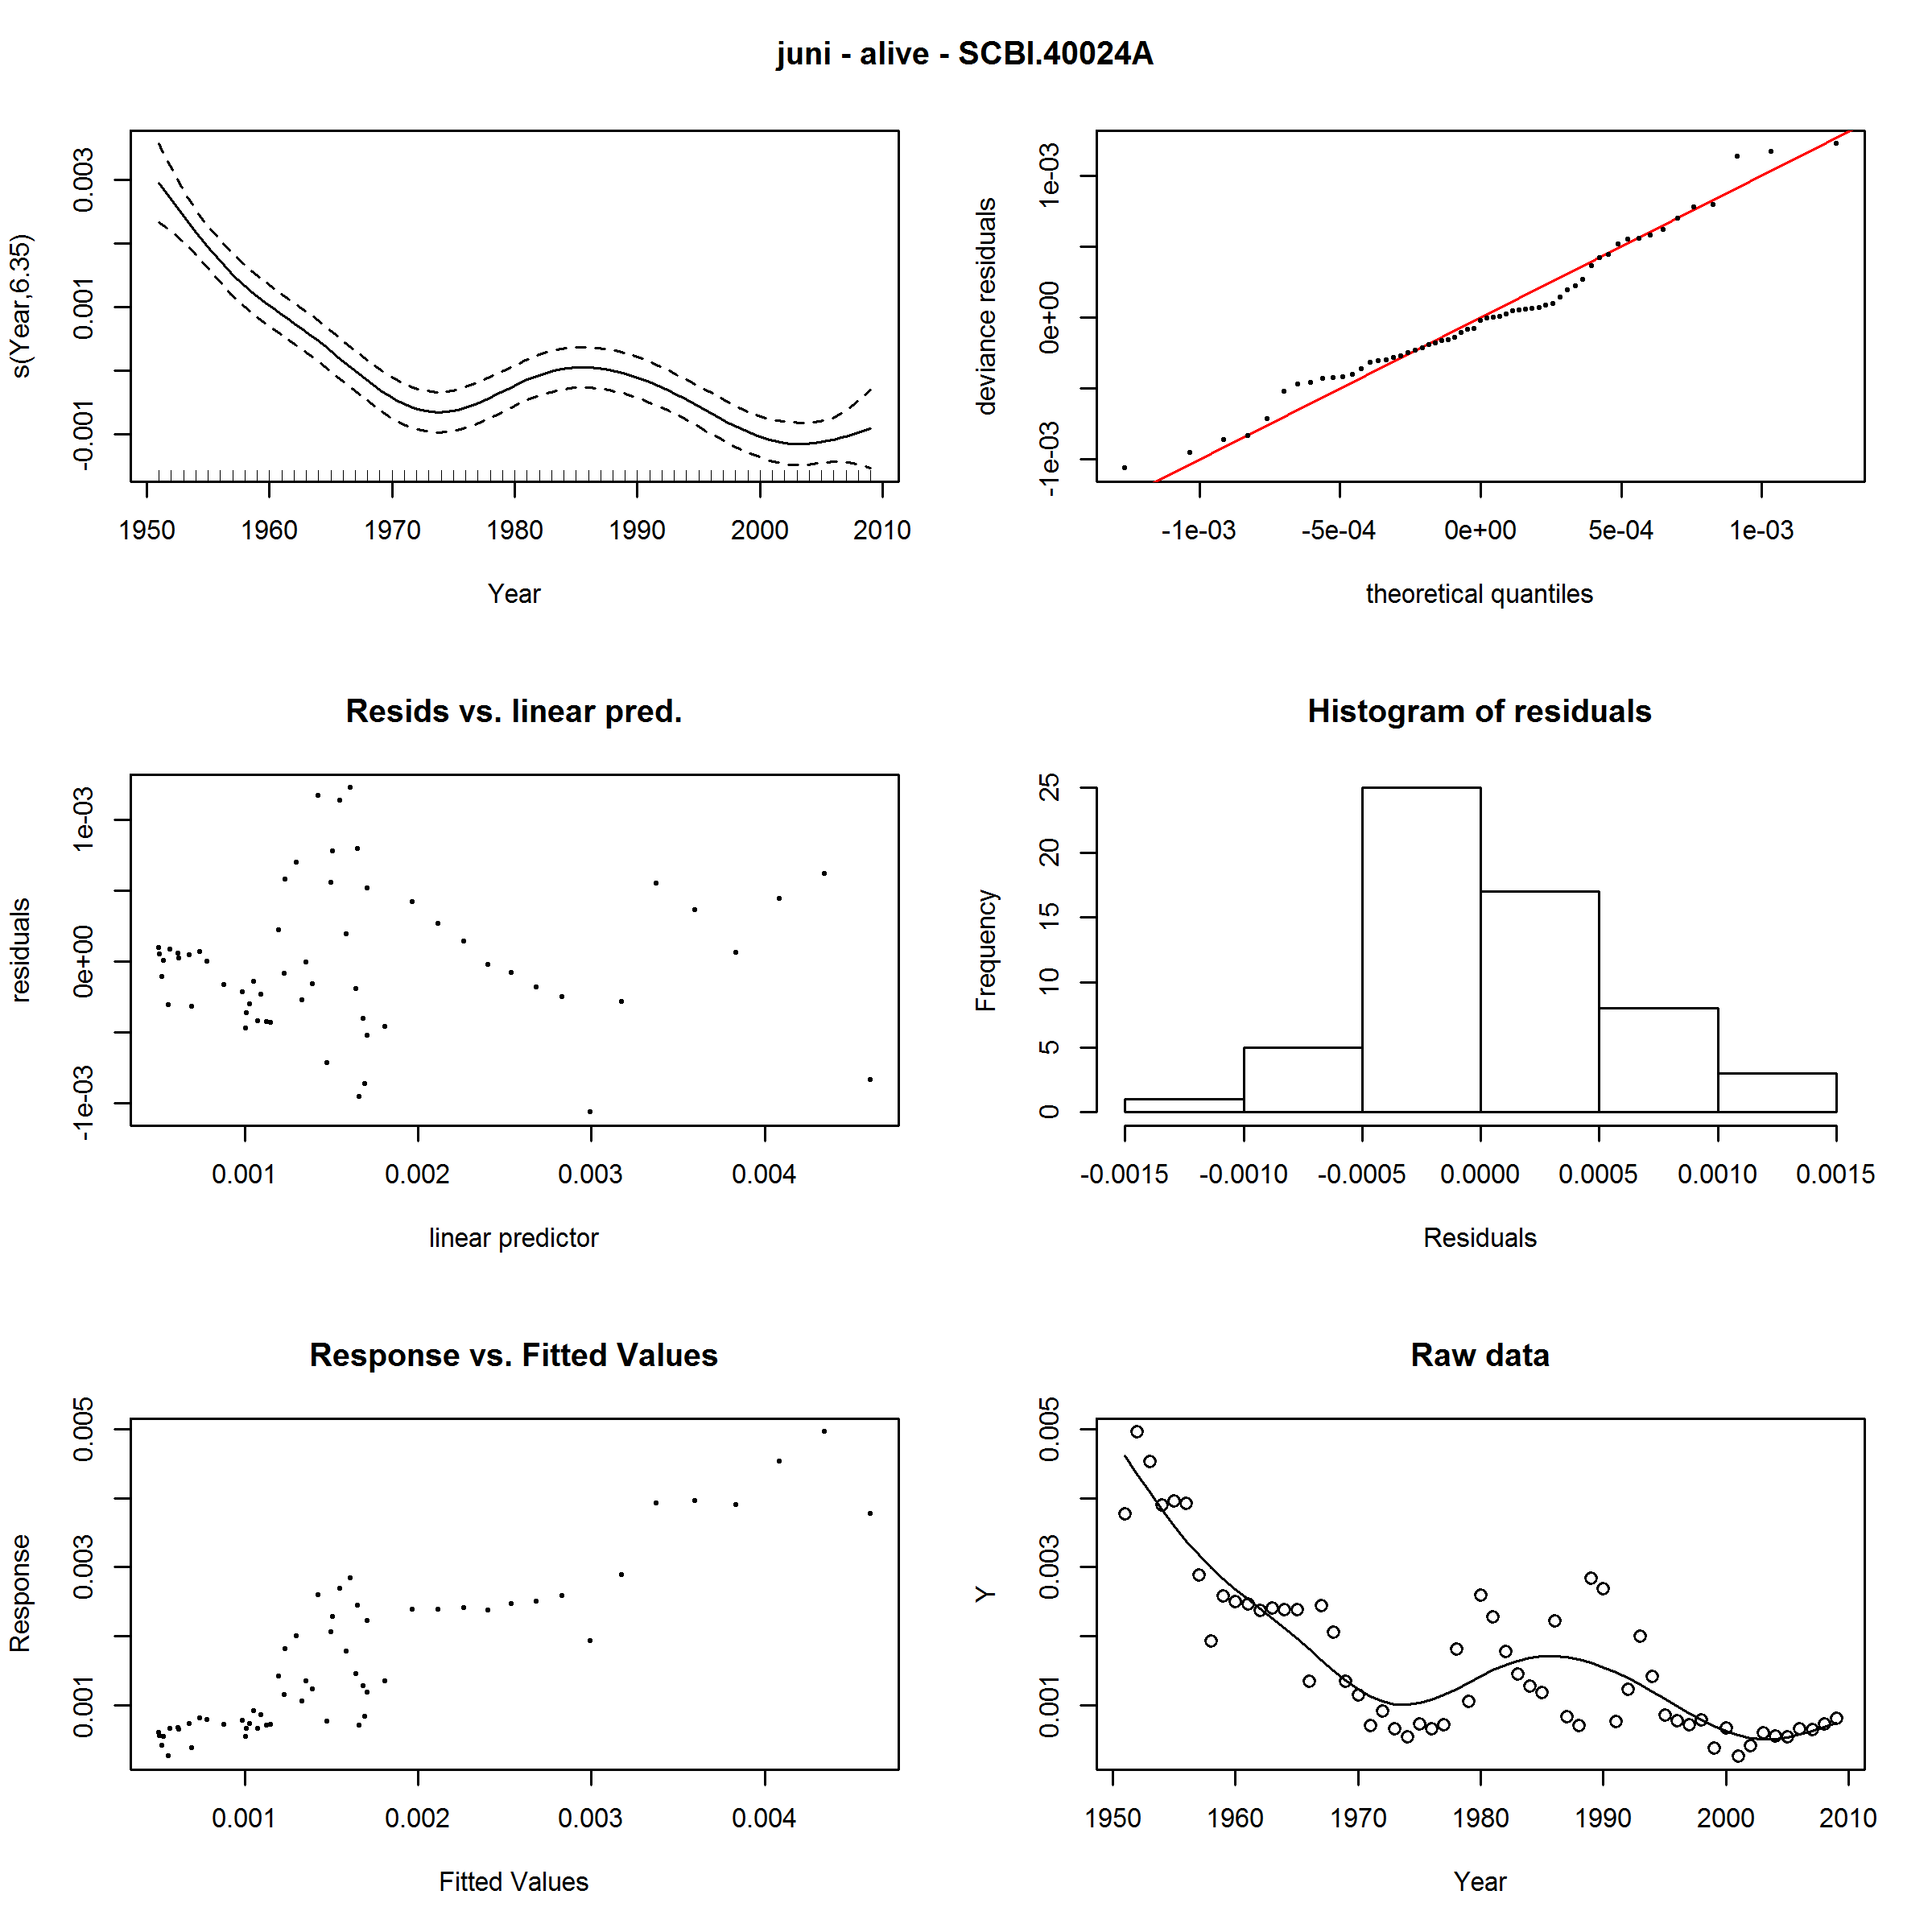 juni - alive - SCBI.40024A
s(Year,6.35)
0.003
0.001
-0.001
1950 1960 1970 1980 1990 2000 2010
Year
deviance residuals
1e-03
0e+00
-1e-03
-1e-03 -5e-04 0e+00 5e-04 1e-03
theoretical quantiles
Resids vs. linear pred.
residuals
1e-03
0e+00
-1e-03
0.001 0.002 0.003 0.004
linear predictor
Histogram of residuals
Frequency
25
20
15
10
5
0
-0.0015 -0.0010 -0.0005 0.0000 0.0005 0.0010 0.0015
Residuals
Response vs. Fitted Values
Response
0.005
0.003
0.001
0.001 0.002 0.003 0.004
Fitted Values
Raw data
Y
0.005
0.003
0.001
1950 1960 1970 1980 1990 2000 2010
Year